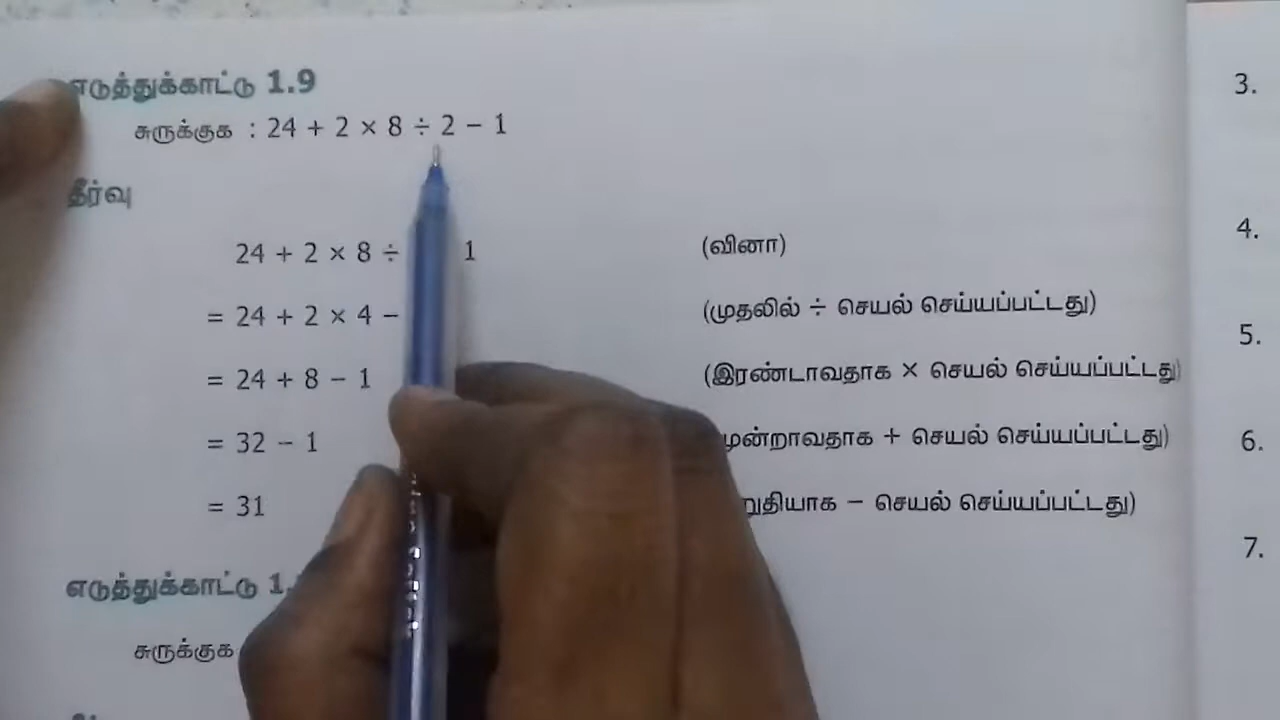 எடுத்துக்காட்டு 1.9
சுருக்குக : 24 + 2 × 8 ÷ 2 − 1
தீர்வு
24 + 2 × 8 ÷ 1 (வினா)
= 24 + 2 × 4 − (முதலில் ÷ செயல் செய்யப்பட்டது)
= 24 + 8 − 1 (இரண்டாவதாக × செயல் செய்யப்பட்டது)
= 32 − 1 + செயல் செய்யப்பட்டது)
= 31 − செயல் செய்யப்பட்டது)
எடுத்துக்காட்டு 1.
சுருக்குக
3.
4.
5.
6.
7.